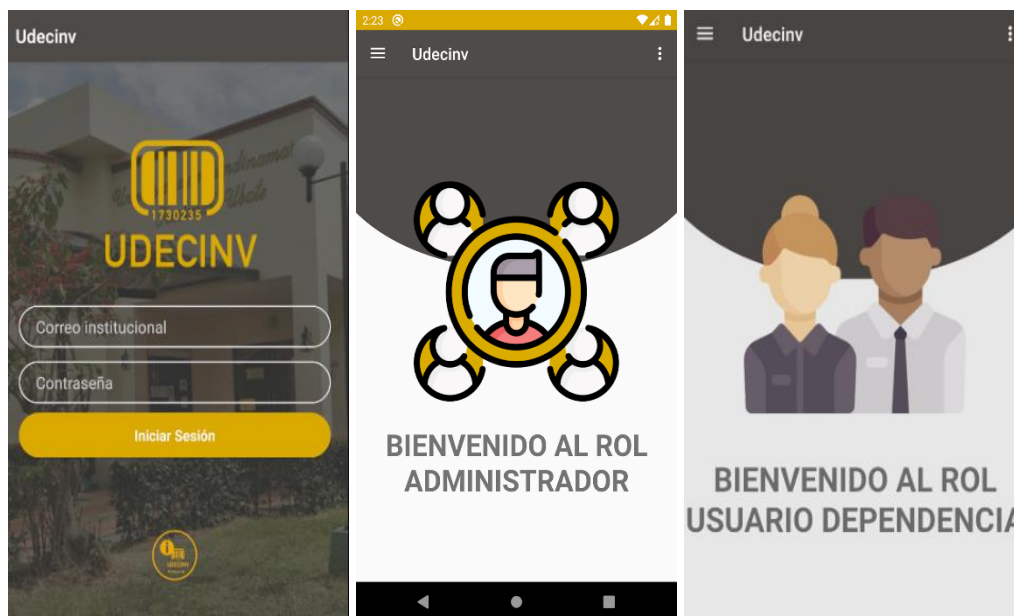 Udecinv
1730235
UDECINV
Correo institucional
Contraseña
Iniciar Sesión
UDECINV
2:23
Udecinv
BIENVENIDO AL ROL
ADMINISTRADOR
Udecinv
BIENVENIDO AL ROL
USUARIO DEPENDENCIA